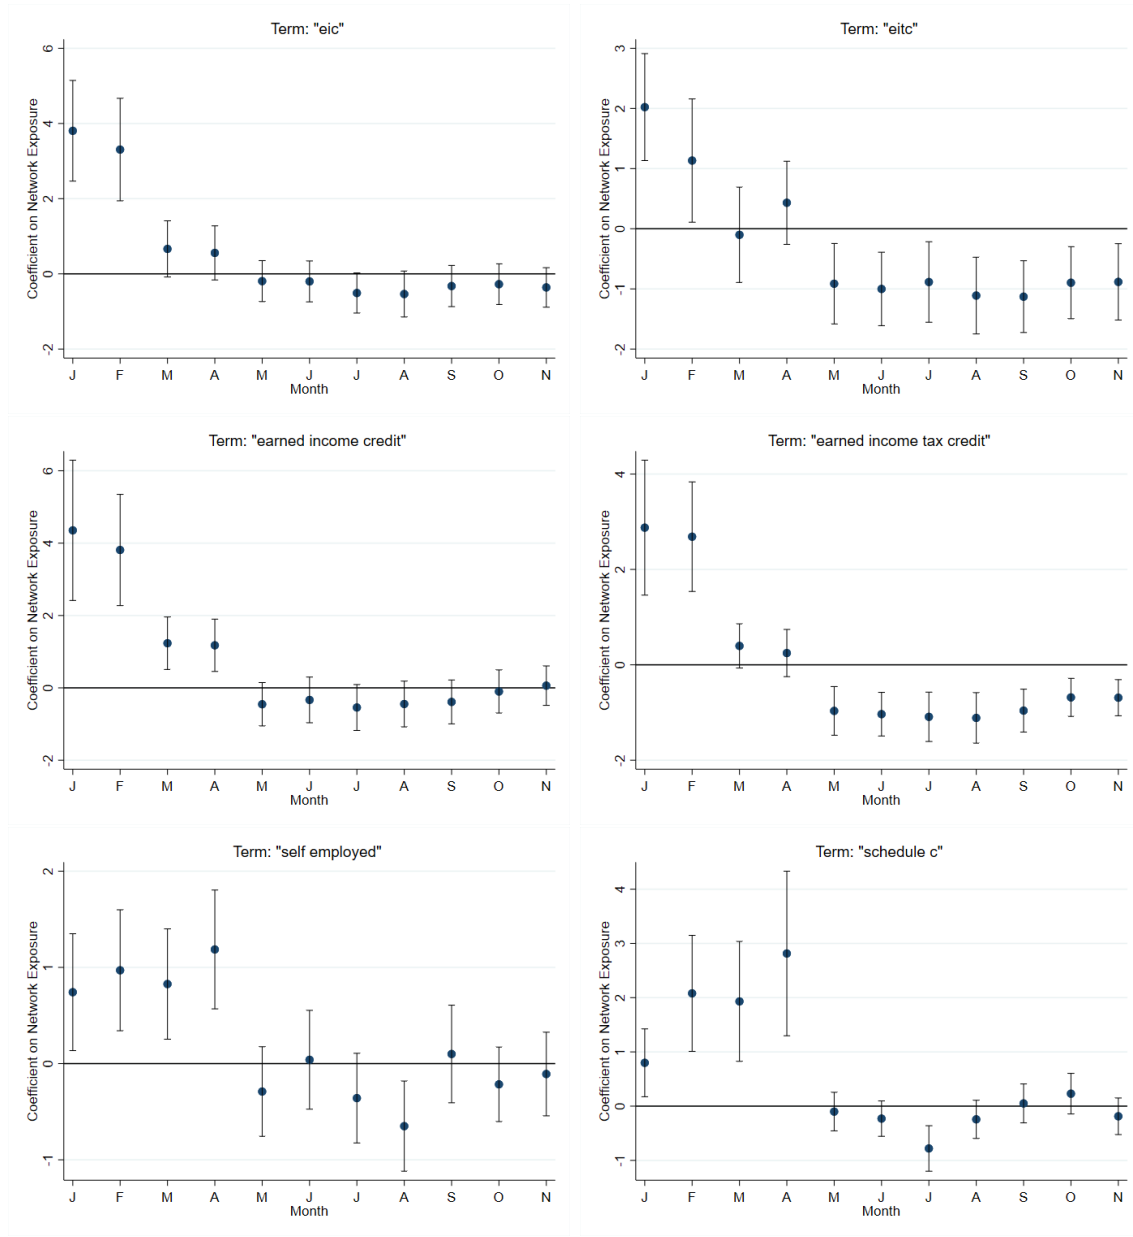 Term: "eic"
Coefficient on Network Exposure
6
4
2
0
-2
J F M A M J J A S O N
Month
Term: "eitc"
Coefficient on Network Exposure
3
2
1
0
-1
-2
J F M A M J J A S O N
Month
Term: "earned income credit"
Coefficient on Network Exposure
6
4
2
0
-2
J F M A M J J A S O N
Month
Term: "earned income tax credit"
Coefficient on Network Exposure
4
2
0
-2
J F M A M J J A S O N
Month
Term: "self employed"
Coefficient on Network Exposure
2
1
0
-1
J F M A M J J A S O N
Month
Term: "schedule c"
Coefficient on Network Exposure
4
3
2
1
0
-1
J F M A M J J A S O N
Month